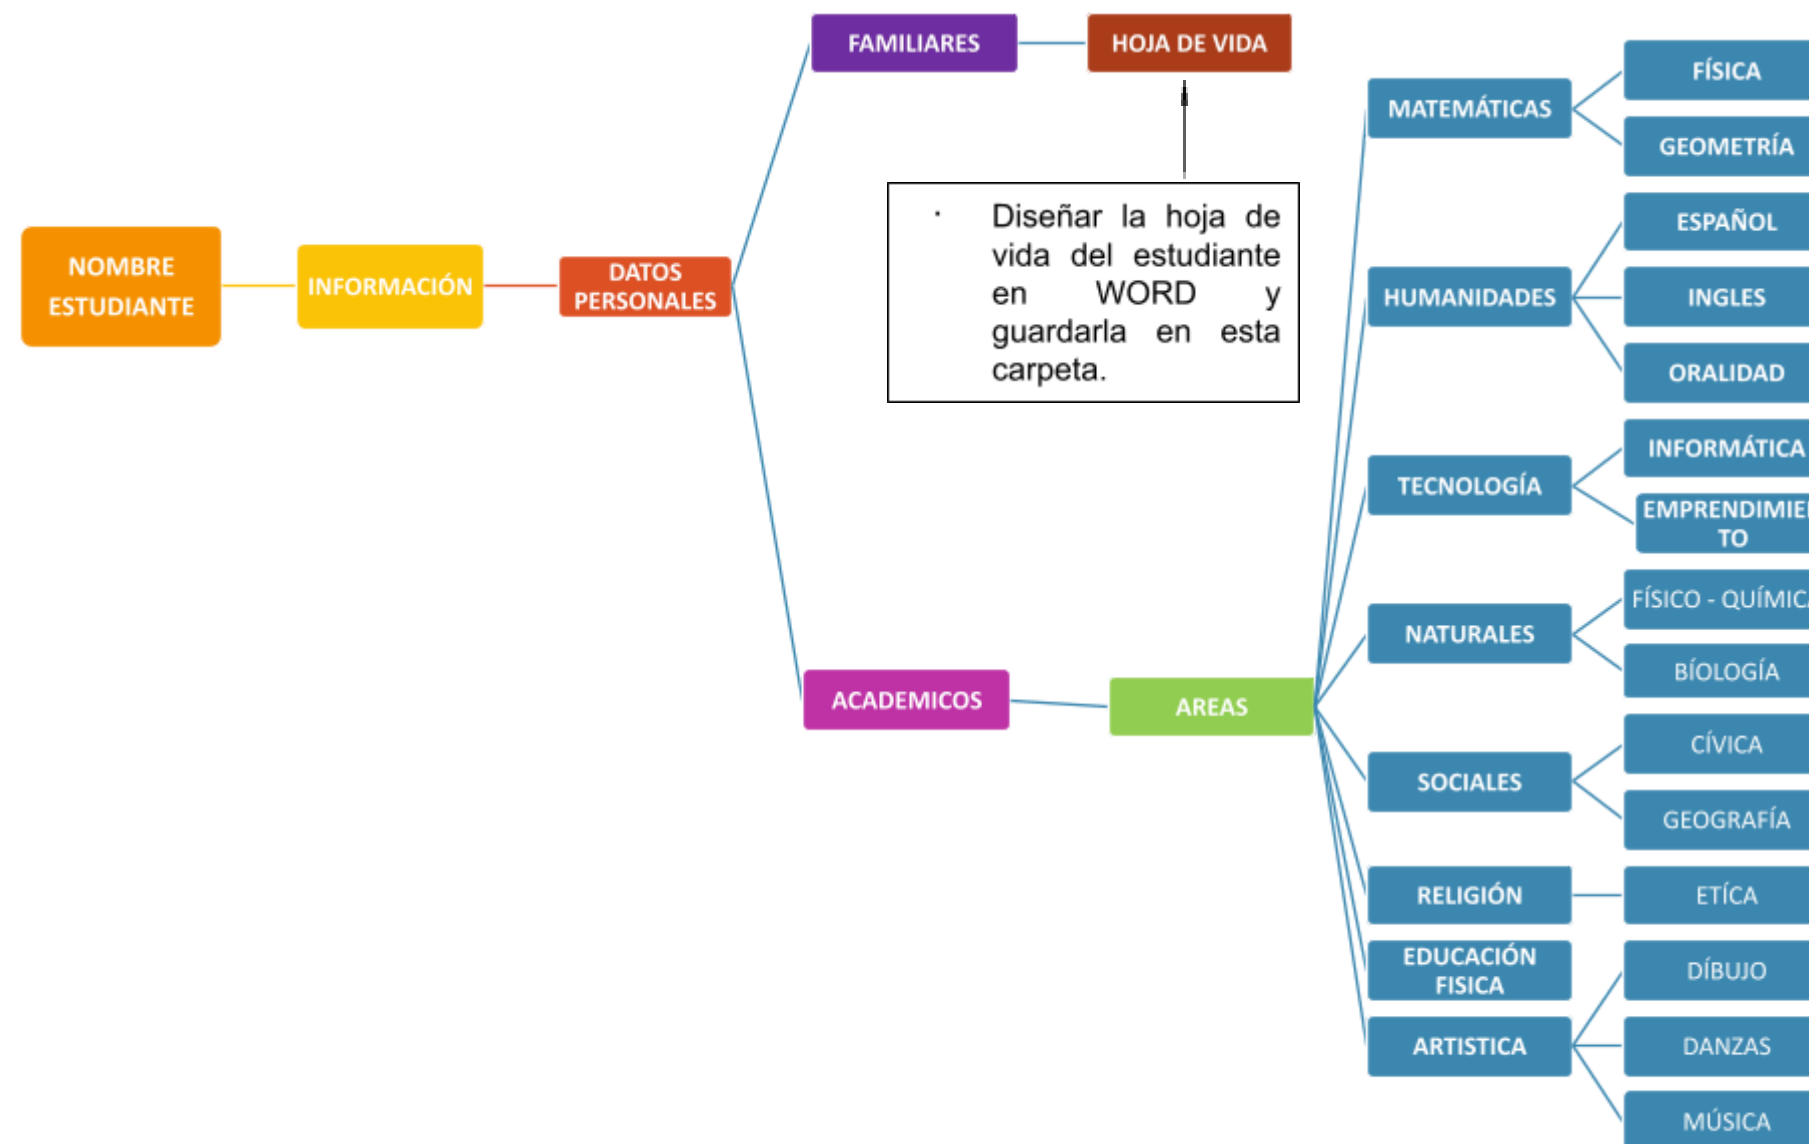 NOMBRE
ESTUDIANTE
INFORMACIÓN
DATOS
PERSONALES
FAMILIARES
HOJA DE VIDA
· Diseñar la hoja de
vida del estudiante
en WORD y
guardarla en esta
carpeta.
ACADEMICOS
AREAS
MATEMÁTICAS
FÍSICA
GEOMETRÍA
HUMANIDADES
ESPAÑOL
INGLES
ORALIDAD
TECNOLOGÍA
INFORMÁTICA
EMPRENDIMIE
TO
NATURALES
FÍSICO - QUÍMICA
BÍOLOGÍA
SOCIALES
CÍVICA
GEOGRAFÍA
RELIGIÓN
ETÍCA
EDUCACIÓN
FISICA
ARTISTICA
DÍBUJO
DANZAS
MÚSICA